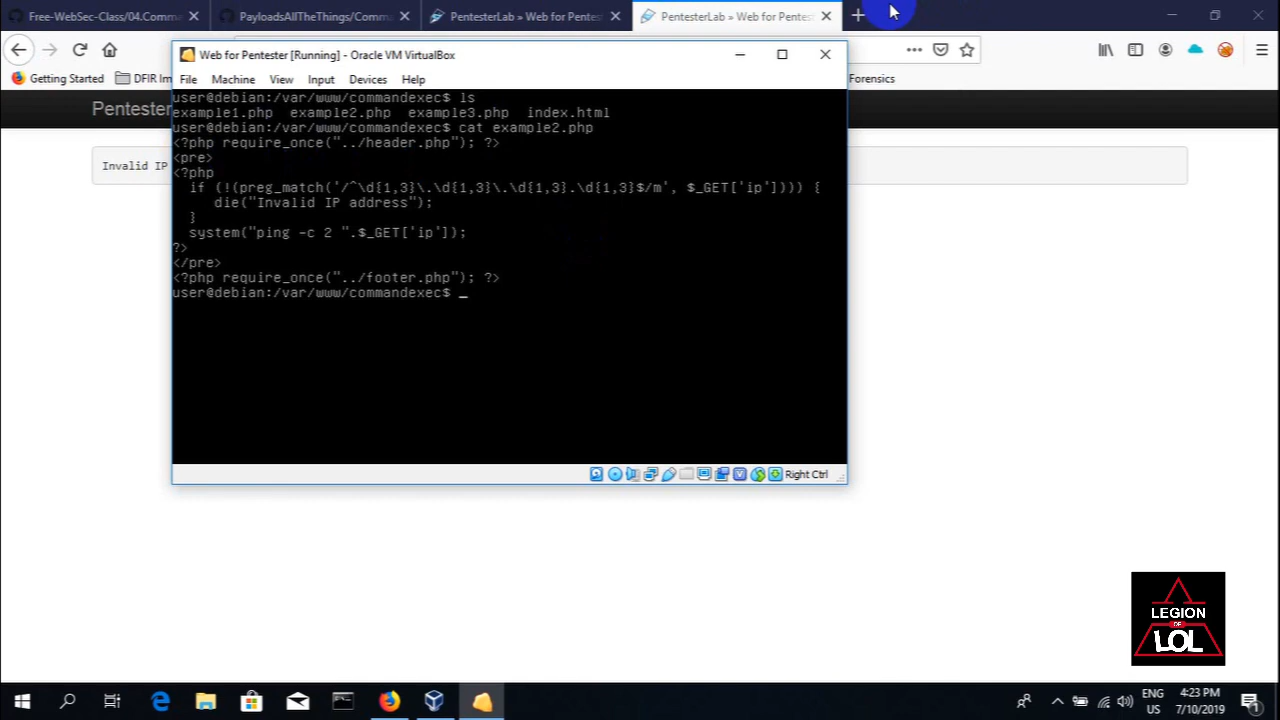 Free-WebSec-Class/04.Comma
PayloadsAllTheThings/Comma
PentesterLab » Web for Pentes
PentesterLab » Web for Pentes
Web for Pentester [Running] - Oracle VM VirtualBox
Getting Started
DFIR Im
Forensics
File Machine View Input Devices Help
Pentester
Invalid IP
user@debian:/var/www/commandexec$ ls
example1.php example2.php example3.php index.html
user@debian:/var/www/commandexec$ cat example2.php
<?php require_once("../header.php"); ?>
<pre>
<?php
if (!(preg_match('/^\d{1,3}\.\d{1,3}\.\d{1,3}.\d{1,3}$/m', $_GET['ip']))) {
die("Invalid IP address");
}
system("ping -c 2 ".$_GET['ip']);
?>
</pre>
<?php require_once("../footer.php"); ?>
user@debian:/var/www/commandexec$ _
Right Ctrl
LEGION
OF
LOL
ENG
US
4:23 PM
7/10/2019
1